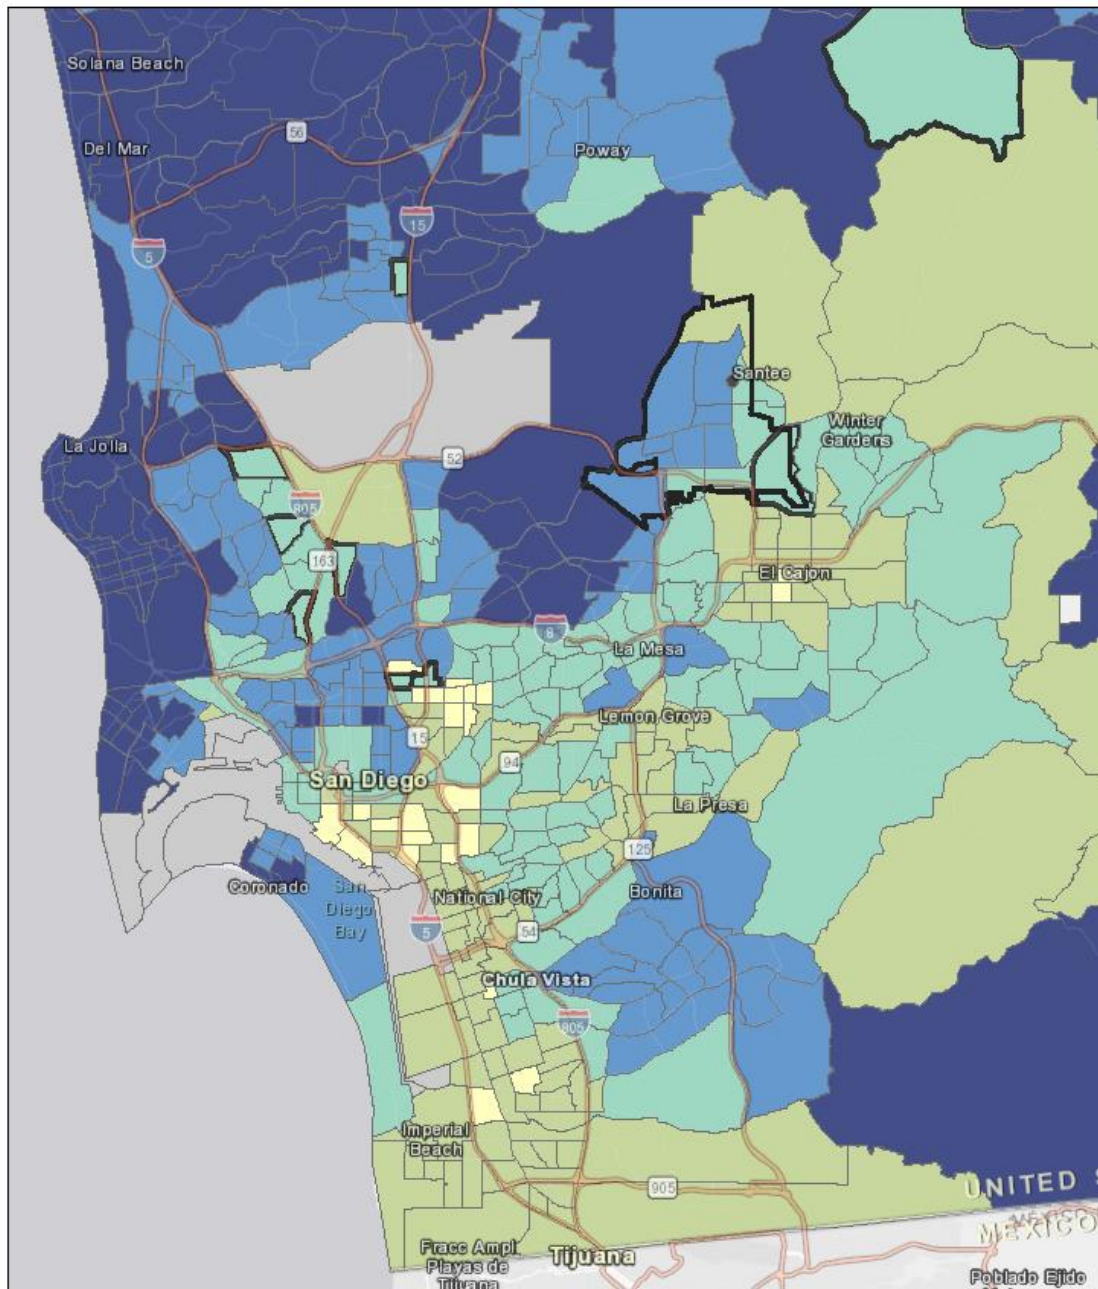 Solana Beach
56
Del Mar
Poway
15
5
Santee
La Jolla
Winter
Gardens
52
805
163
El Cajon
8
La Mesa
Lemon Grove
15
94
San Diego
La Presa
125
Coronado
San
Diego
Bay
National City
Bonita
5
54
Chula Vista
805
Imperial
Beach
905
UNITED S
MÉXICO
MÉXICO
Fracc Ampl
Playas de
Tijuana
Tijuana
Poblado Ejido